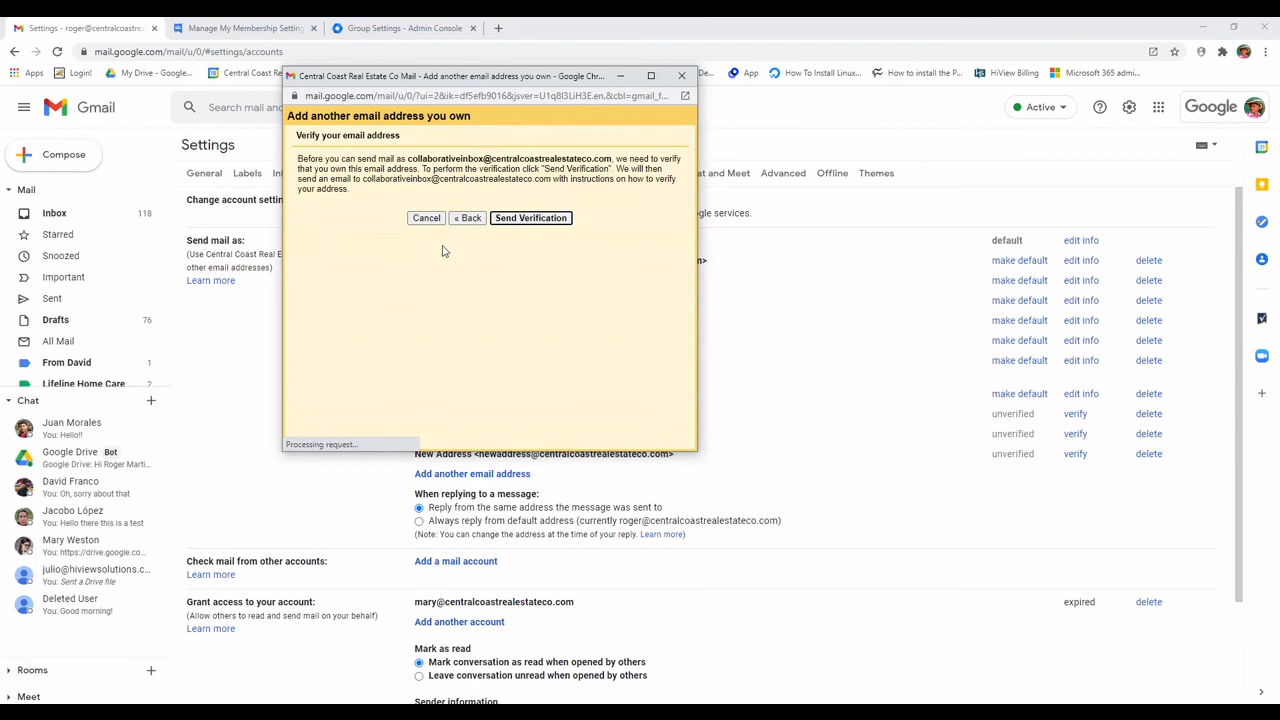 Settings - roger@centralcoastre
Manage My Membership Setting
Group Settings - Admin Console
mail.google.com/mail/u/0/#settings/accounts
Apps
Login!
My Drive - Google...
Central Coast Real
De...
App
How To Install Linux...
How to install the P...
HiView Billing
Microsoft 365 admi...
Gmail
Search mail and
Active
Google
Compose
Mail
Inbox 118
Starred
Snoozed
Important
Sent
Drafts 76
All Mail
From David 1
Lifeline Home Care 2
Chat
Juan Morales
You: Hello!!
Google Drive Bot
Google Drive: Hi Roger Marti...
David Franco
You: Oh, sorry about that
Jacobo López
You: Hello there this is a test
Mary Weston
You: https://drive.google.co...
julio@hiviewsolutions.c...
You: Sent a Drive file
Deleted User
You: Good morning!
Rooms
Meet
Settings
General Labels In
at and Meet Advanced Offline Themes
Change account settin
gle services.
Send mail as:
(Use Central Coast Real E
other email addresses)
Learn more
default edit info
> make default edit info delete
make default edit info delete
make default edit info delete
make default edit info delete
make default edit info delete
make default edit info delete
make default edit info delete
unverified verify delete
unverified verify delete
New Address <newaddress@centralcoastrealestateco.com> unverified verify delete
Add another email address
When replying to a message:
Reply from the same address the message was sent to
Always reply from default address (currently roger@centralcoastrealestateco.com)
(Note: You can change the address at the time of your reply. Learn more)
Check mail from other accounts:
Learn more
Add a mail account
Grant access to your account:
(Allow others to read and send mail on your behalf)
Learn more
mary@centralcoastrealestateco.com expired delete
Add another account
Mark as read
Mark conversation as read when opened by others
Leave conversation unread when opened by others
Sender information
Central Coast Real Estate Co Mail - Add another email address you own - Google Chr...
mail.google.com/mail/u/0/?ui=2&ik=df5efb9016&jsver=U1q8l3LiH3E.en.&cbl=gmail_f...
Add another email address you own
Verify your email address
Before you can send mail as collaborativeinbox@centralcoastrealestateco.com, we need to verify
that you own this email address. To perform the verification click "Send Verification". We will then
send an email to collaborativeinbox@centralcoastrealestateco.com with instructions on how to verify
your address.
Cancel « Back Send Verification
Processing request...